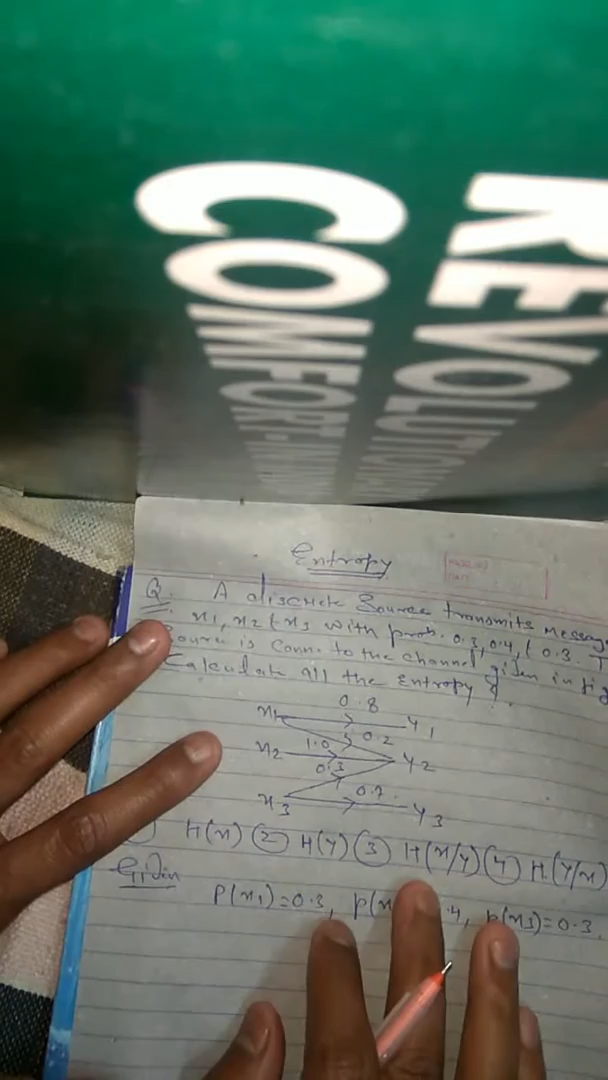 REVOLUTION
COMFORT
Entropy
Q. A discrete Source transmits Messag
x1, x2 & x3 with prob. 0.3, 0.4, & 0.3. T
Source is Conn. to the channel given in fig
Calculate all the Entropy
0.8
x1 y1
0.2
x2 1.0 y2
0.3
x3 0.7 y3
H(x) (2) H(y) (3) H(x/y) (4) H(y/x)
Given
P(x1)=0.3, p(x .4, p(x3)=0.3.